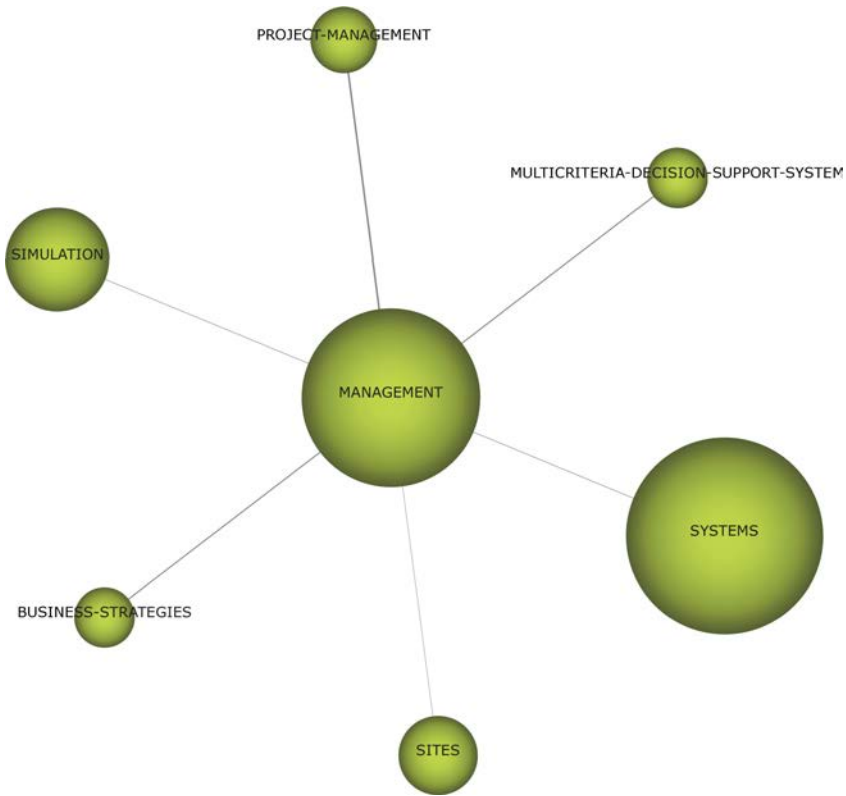 PROJECT-MANAGEMENT
MULTICRITERIA-DECISION-SUPPORT-SYSTEM
SIMULATION
MANAGEMENT
SYSTEMS
BUSINESS-STRATEGIES
SITES